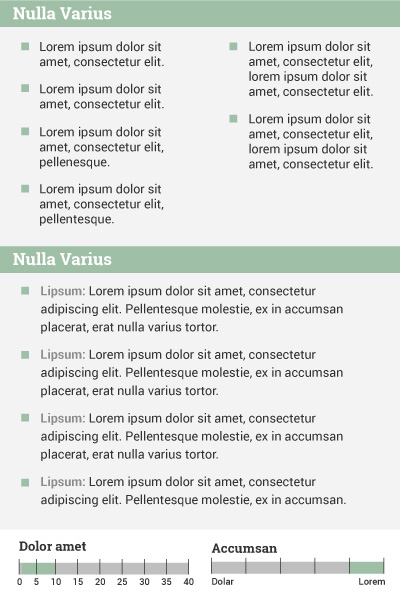 Nulla Varius
Lorem ipsum dolor sit
amet, consectetur elit.
Lorem ipsum dolor sit
amet, consectetur elit.
Lorem ipsum dolor sit
amet, consectetur elit,
pellenesque.
Lorem ipsum dolor sit
amet, consectetur elit,
pellentesque.
Lorem ipsum dolor sit
amet, consectetur elit,
lorem ipsum dolor sit
amet, consectetur elit.
Lorem ipsum dolor sit
amet, consectetur elit,
lorem ipsum dolor sit
amet, consectetur elit.
Nulla Varius
Lipsum: Lorem ipsum dolor sit amet, consectetur
adipiscing elit. Pellentesque molestie, ex in accumsan
placerat, erat nulla varius tortor.
Lipsum: Lorem ipsum dolor sit amet, consectetur
adipiscing elit. Pellentesque molestie, ex in accumsan
placerat, erat nulla varius tortor.
Lipsum: Lorem ipsum dolor sit amet, consectetur
adipiscing elit. Pellentesque molestie, ex in accumsan
placerat, erat nulla varius tortor.
Lipsum: Lorem ipsum dolor sit amet, consectetur
adipiscing elit. Pellentesque molestie, ex in accumsan.
Dolor amet
0 5 10 15 20 25 30 35 40
Accumsan
Dolar Lorem